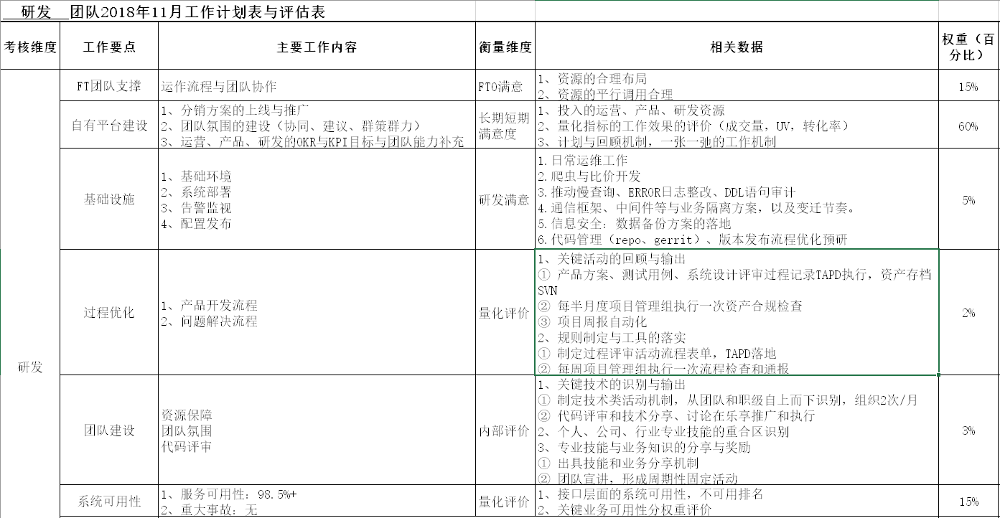 研发 团队2018年11月工作计划表与评估表
考核维度 工作要点 主要工作内容 衡量维度 相关数据 权重（百
分比）
研发
FT团队支撑 运作流程与团队协作 FTO满意
1、资源的合理布局
2、资源的平行调用合理
15%
自有平台建设
1、分销方案的上线与推广
2、团队氛围的建设（协同、建议、群策群力）
3、运营、产品、研发的OKR与KPI目标与团队能力补充
长期短期
满意度
1、投入的运营、产品、研发资源
2、量化指标的工作效果的评价（成交量，UV，转化率）
3、计划与回顾机制，一张一弛的工作机制
60%
基础设施
1、基础环境
2、系统部署
3、告警监视
4、配置发布
研发满意
1.日常运维工作
2.爬虫与比价开发
3.推动慢查询、ERROR日志整改、DDL语句审计
4.通信框架、中间件等与业务隔离方案，以及变迁节奏。
5.信息安全：数据备份方案的落地
6.代码管理（repo、gerrit）、版本发布流程优化预研
5%
过程优化
1、产品开发流程
2、问题解决流程
量化评价
1、关键活动的回顾与输出
① 产品方案、测试用例、系统设计评审过程记录TAPD执行，资产存档
SVN
② 每半月度项目管理组执行一次资产合规检查
③ 项目周报自动化
2、规则制定与工具的落实
① 制定过程评审活动流程表单，TAPD落地
② 每周项目管理组执行一次流程检查和通报
2%
团队建设
资源保障
团队氛围
代码评审
内部评价
1、关键技术的识别与输出
① 制定技术类活动机制，从团队和职级自上而下识别，组织2次/月
② 代码评审和技术分享、讨论在乐享推广和执行
2、个人、公司、行业专业技能的重合区识别
3、专业技能与业务知识的分享与奖励
① 出具技能和业务分享机制
② 团队宣讲，形成周期性固定活动
3%
系统可用性
1、服务可用性：98.5%+
2、重大事故：无
量化评价
1、接口层面的系统可用性，不可用排名
2、关键业务可用性分权重评价
15%